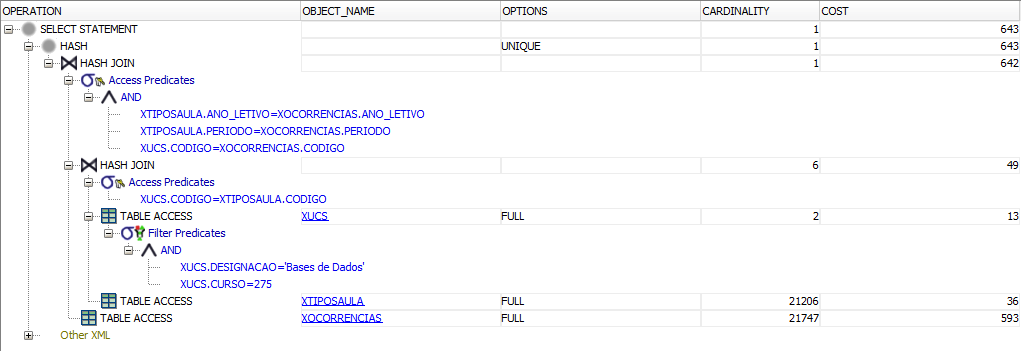 OPERATION OBJECT_NAME OPTIONS CARDINALITY COST
SELECT STATEMENT 1 643
HASH UNIQUE 1 643
HASH JOIN 1 642
Access Predicates
AND
XTIPOSAULA.ANO_LETIVO=XOCORRENCIAS.ANO_LETIVO
XTIPOSAULA.PERIODO=XOCORRENCIAS.PERIODO
XUCS.CODIGO=XOCORRENCIAS.CODIGO
HASH JOIN 6 49
Access Predicates
XUCS.CODIGO=XTIPOSAULA.CODIGO
TABLE ACCESS XUCS FULL 2 13
Filter Predicates
AND
XUCS.DESIGNACAO='Bases de Dados'
XUCS.CURSO=275
TABLE ACCESS XTIPOSAULA FULL 21206 36
TABLE ACCESS XOCORRENCIAS FULL 21747 593
Other XML